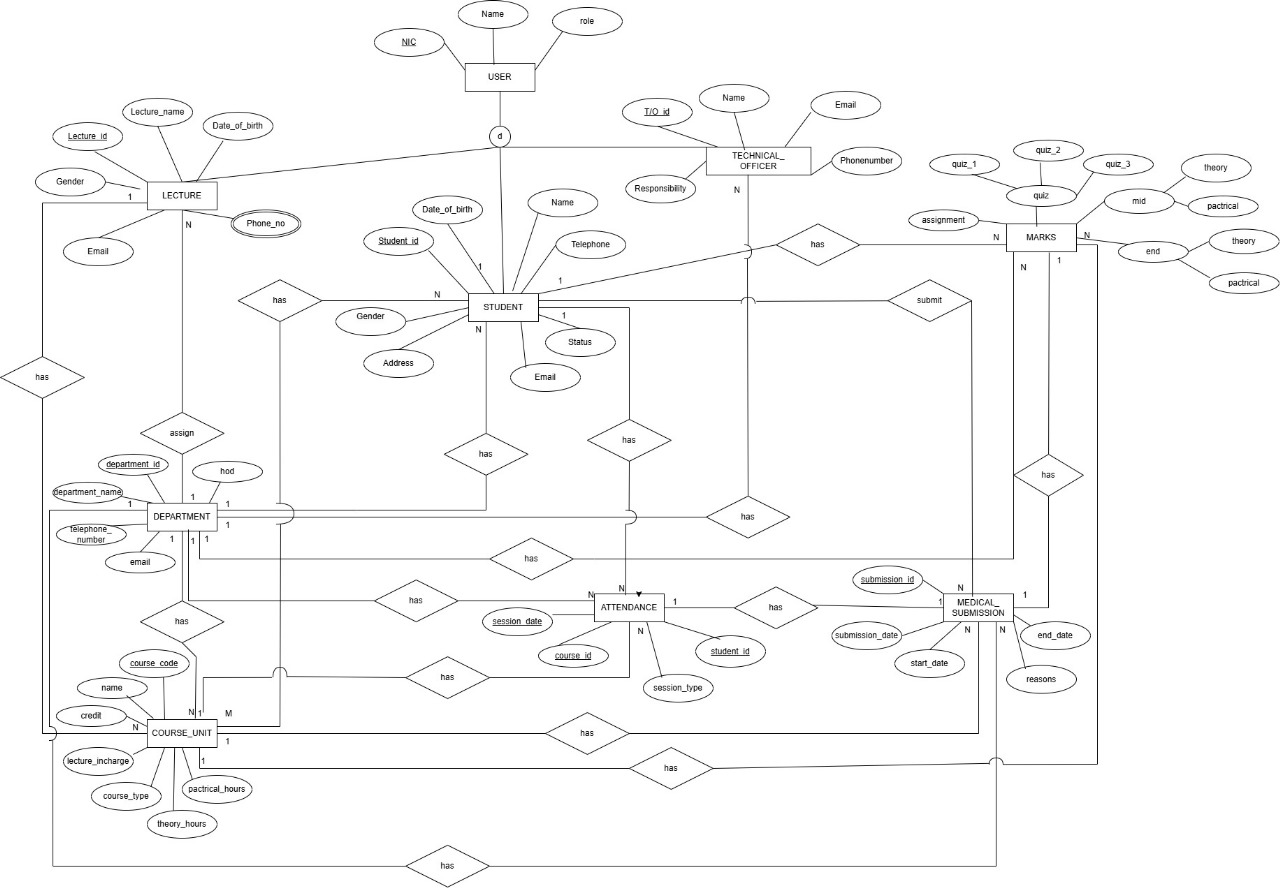 Name
role
NIC
USER
d
Lecture_name
Lecture_id
Date_of_birth
Gender
1
LECTURE
N
Phone_no
Email
Name
T/O_id
Email
TECHNICAL_
OFFICER
Phonenumber
Responsibility
N
quiz_1
quiz_2
quiz_3
theory
quiz
mid
pactrical
assignment
N
MARKS
N
theory
end
pactrical
N
1
Date_of_birth
Name
Student_id
Telephone
1
1
has
has
N
STUDENT
submit
Gender
N
1
Status
Address
Email
has
assign
has
has
has
department_id
hod
department_name
1
1
1
DEPARTMENT
1
has
telephone_
number
1
1
1
email
has
submission_id
has
N
N
ATTENDANCE
1
has
1
N
MEDICAL_
SUBMISSION
1
session_date
N
course_id
student_id
session_type
submission_date
N
N
end_date
start_date
reasons
has
course_code
has
name
credit
N
1
M
N
COURSE_UNIT
1
has
lecture_incharge
1
has
course_type
pactrical_hours
theory_hours
has